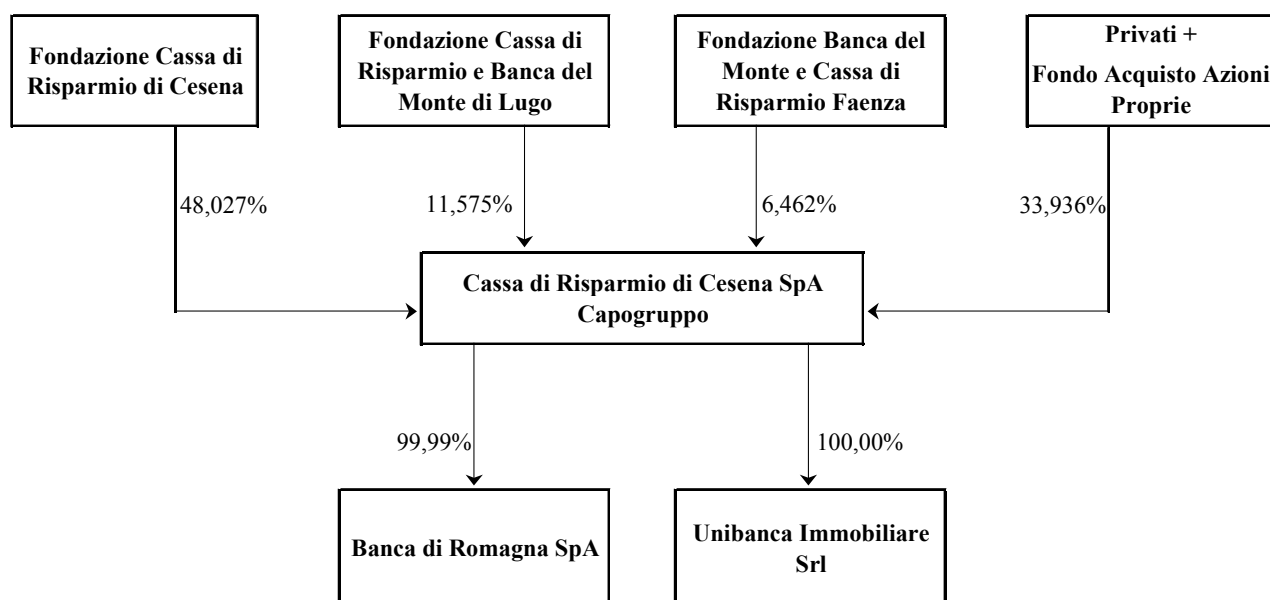 Fondazione Cassa di
Risparmio di Cesena
Fondazione Cassa di
Risparmio e Banca del
Monte di Lugo
Fondazione Banca del
Monte e Cassa di
Risparmio Faenza
Privati +
Fondo Acquisto Azioni
Proprie
48,027%
11,575%
6,462%
33,936%
Cassa di Risparmio di Cesena SpA
Capogruppo
99,99%
100,00%
Banca di Romagna SpA
Unibanca Immobiliare
Srl